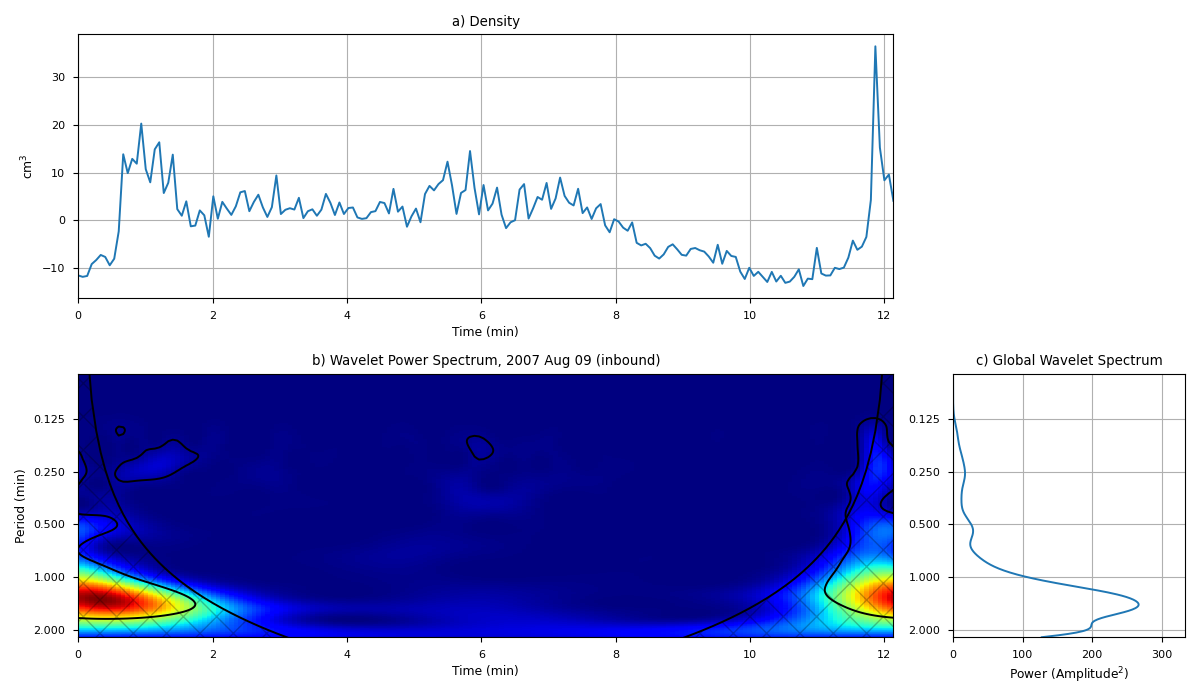 a) Density
30
20
10
0
−10
cm³
0 2 4 6 8 10 12
Time (min)
b) Wavelet Power Spectrum, 2007 Aug 09 (inbound)
0.125
0.250
0.500
1.000
2.000
Period (min)
0 2 4 6 8 10 12
Time (min)
c) Global Wavelet Spectrum
0.125
0.250
0.500
1.000
2.000
0 100 200 300
Power (Amplitude²)